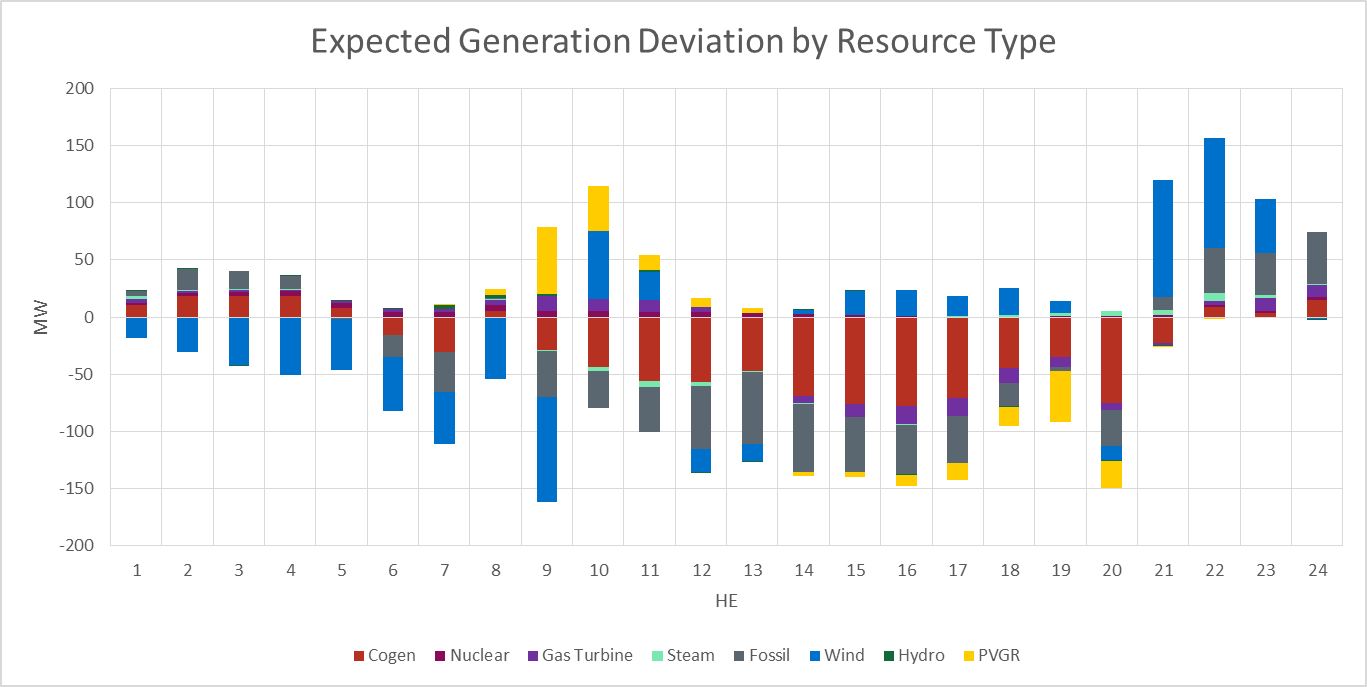 Expected Generation Deviation by Resource Type
200
150
100
50
0
-50
-100
-150
-200
MW
1 2 3 4 5 6 7 8 9 10 11 12 13 14 15 16 17 18 19 20 21 22 23 24
HE
Cogen Nuclear Gas Turbine Steam Fossil Wind Hydro PVGR